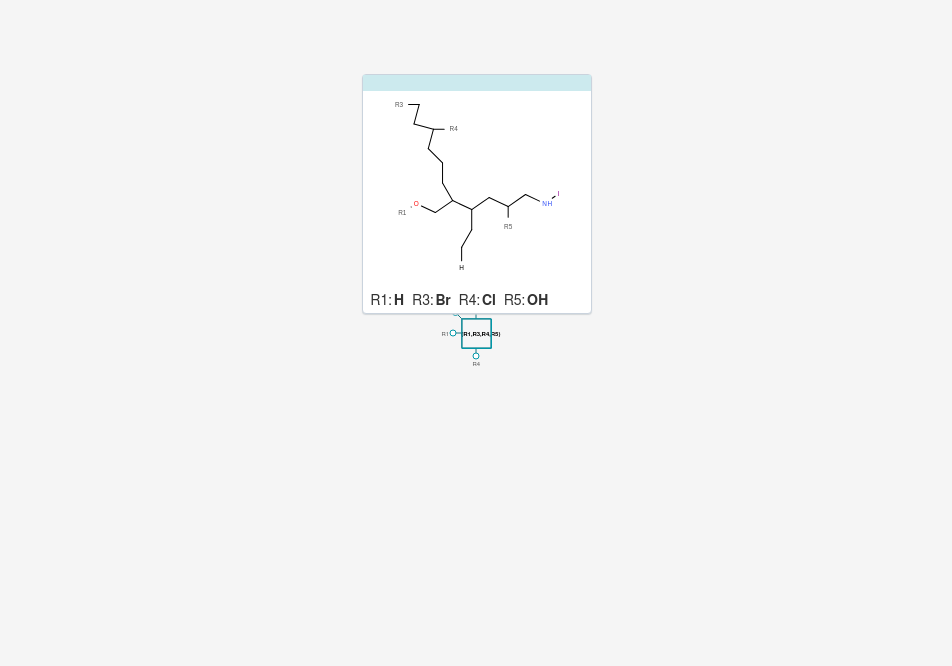 R3
R4
O
R1
I
NH
R5
H
R1: H R3: Br R4: Cl R5: OH
R1
R1,R3,R4,R5)
R4